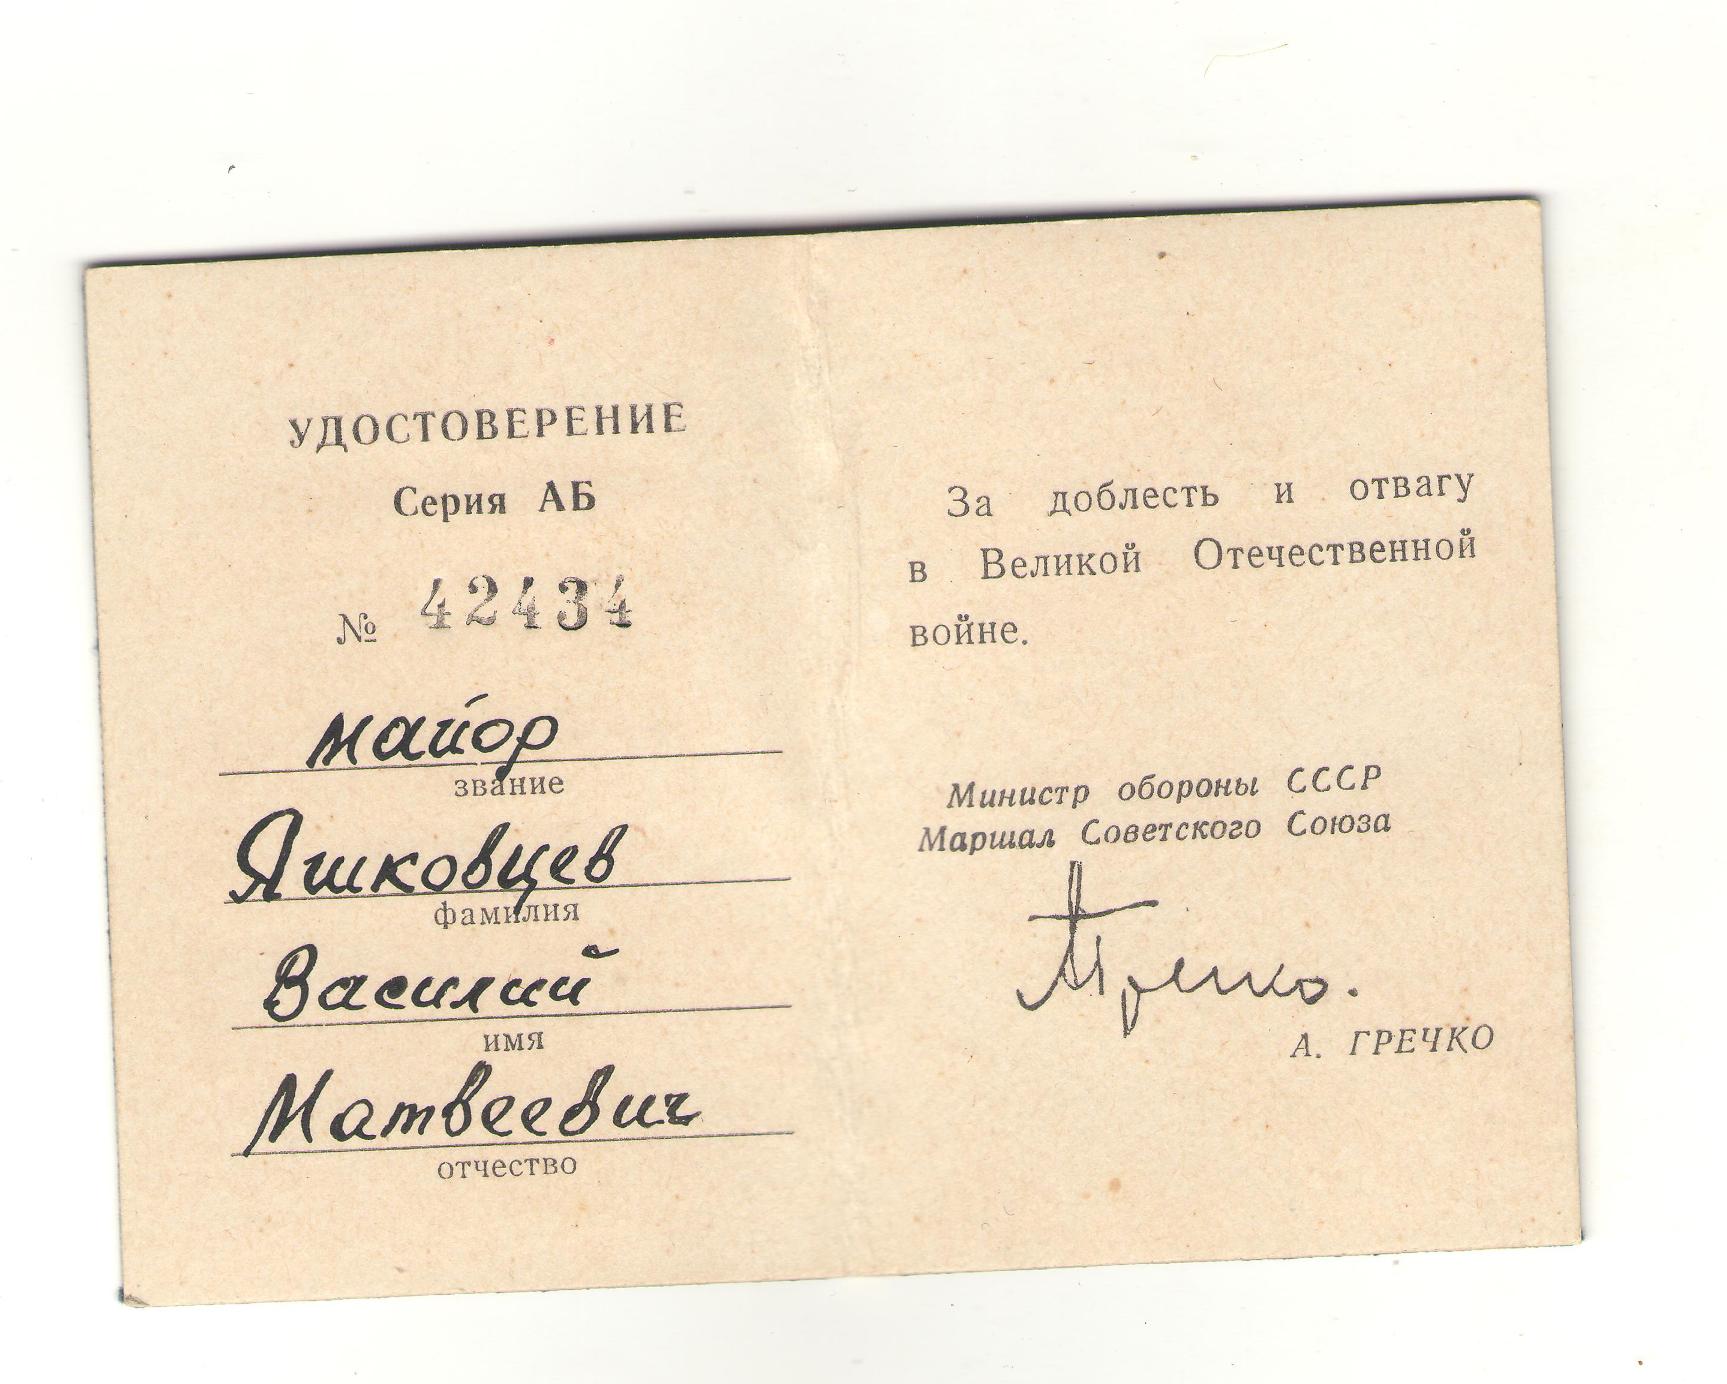 УДОСТОВЕРЕНИЕ
Серия АБ
№ 42434
майор
звание
Яшковцев
фамилия
Василий
имя
Матвеевич
отчество
За доблесть и отвагу
в Великой Отечественной
войне.
Министр обороны СССР
Маршал Советского Союза
АГречко.
А. ГРЕЧКО